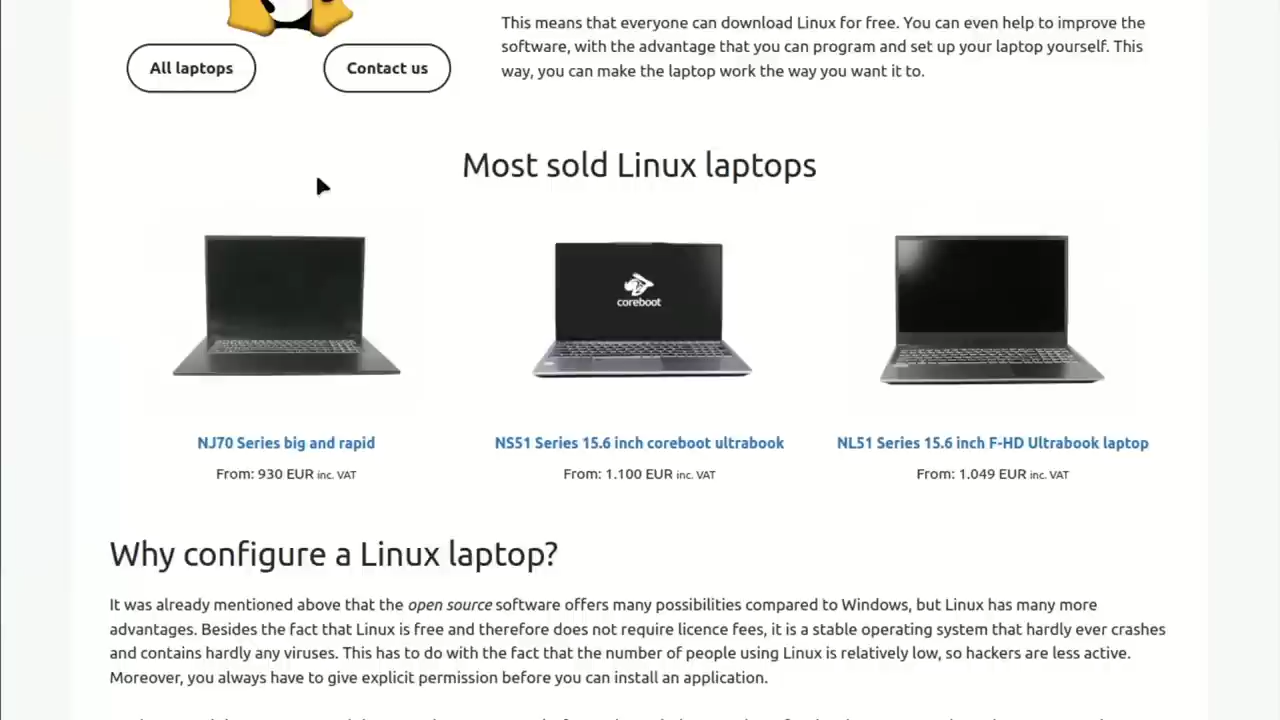 This means that everyone can download Linux for free. You can even help to improve the
software, with the advantage that you can program and set up your laptop yourself. This
way, you can make the laptop work the way you want it to.
All laptops
Contact us
Most sold Linux laptops
coreboot
NJ70 Series big and rapid
NS51 Series 15.6 inch coreboot ultrabook
NL51 Series 15.6 inch F-HD Ultrabook laptop
From: 930 EUR inc. VAT
From: 1.100 EUR inc. VAT
From: 1.049 EUR inc. VAT
Why configure a Linux laptop?
It was already mentioned above that the open source software offers many possibilities compared to Windows, but Linux has many more
advantages. Besides the fact that Linux is free and therefore does not require licence fees, it is a stable operating system that hardly ever crashes
and contains hardly any viruses. This has to do with the fact that the number of people using Linux is relatively low, so hackers are less active.
Moreover, you always have to give explicit permission before you can install an application.